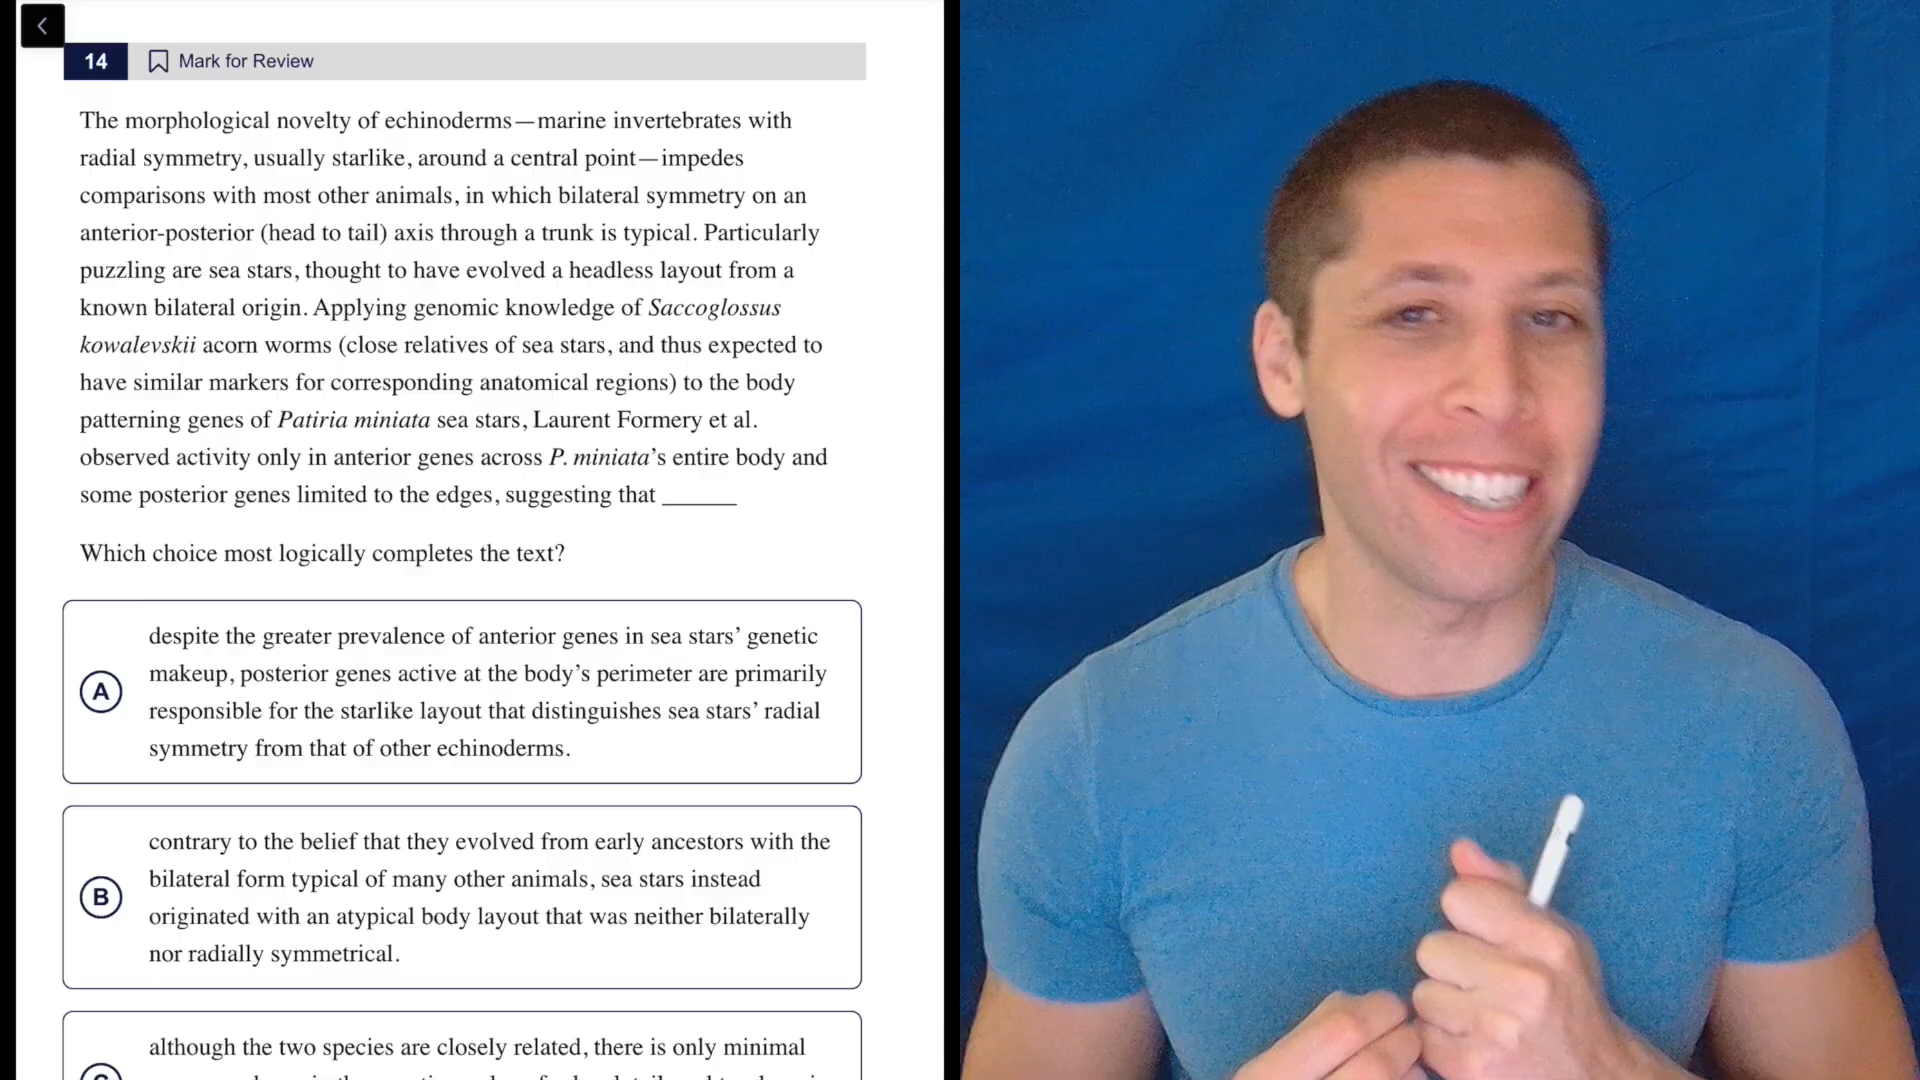 14 Mark for Review
The morphological novelty of echinoderms—marine invertebrates with
radial symmetry, usually starlike, around a central point—impedes
comparisons with most other animals, in which bilateral symmetry on an
anterior-posterior (head to tail) axis through a trunk is typical. Particularly
puzzling are sea stars, thought to have evolved a headless layout from a
known bilateral origin. Applying genomic knowledge of Saccoglossus
kowalevskii acorn worms (close relatives of sea stars, and thus expected to
have similar markers for corresponding anatomical regions) to the body
patterning genes of Patiria miniata sea stars, Laurent Formery et al.
observed activity only in anterior genes across P. miniata’s entire body and
some posterior genes limited to the edges, suggesting that ______
Which choice most logically completes the text?
A
despite the greater prevalence of anterior genes in sea stars’ genetic
makeup, posterior genes active at the body’s perimeter are primarily
responsible for the starlike layout that distinguishes sea stars’ radial
symmetry from that of other echinoderms.
B
contrary to the belief that they evolved from early ancestors with the
bilateral form typical of many other animals, sea stars instead
originated with an atypical body layout that was neither bilaterally
nor radially symmetrical.
although the two species are closely related, there is only minimal